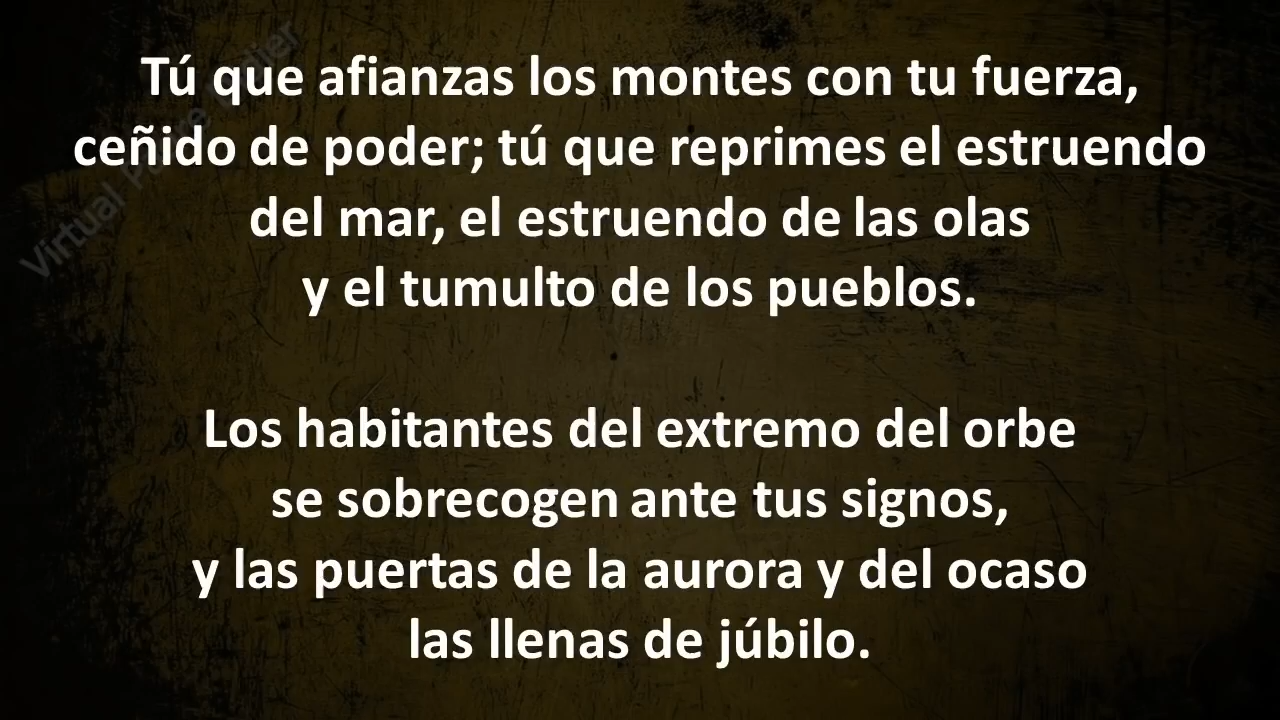 Tú que afianzas los montes con tu fuerza,
ceñido de poder; tú que reprimes el estruendo
del mar, el estruendo de las olas
y el tumulto de los pueblos.
Los habitantes del extremo del orbe
se sobrecogen ante tus signos,
y las puertas de la aurora y del ocaso
las llenas de júbilo.
Virtual